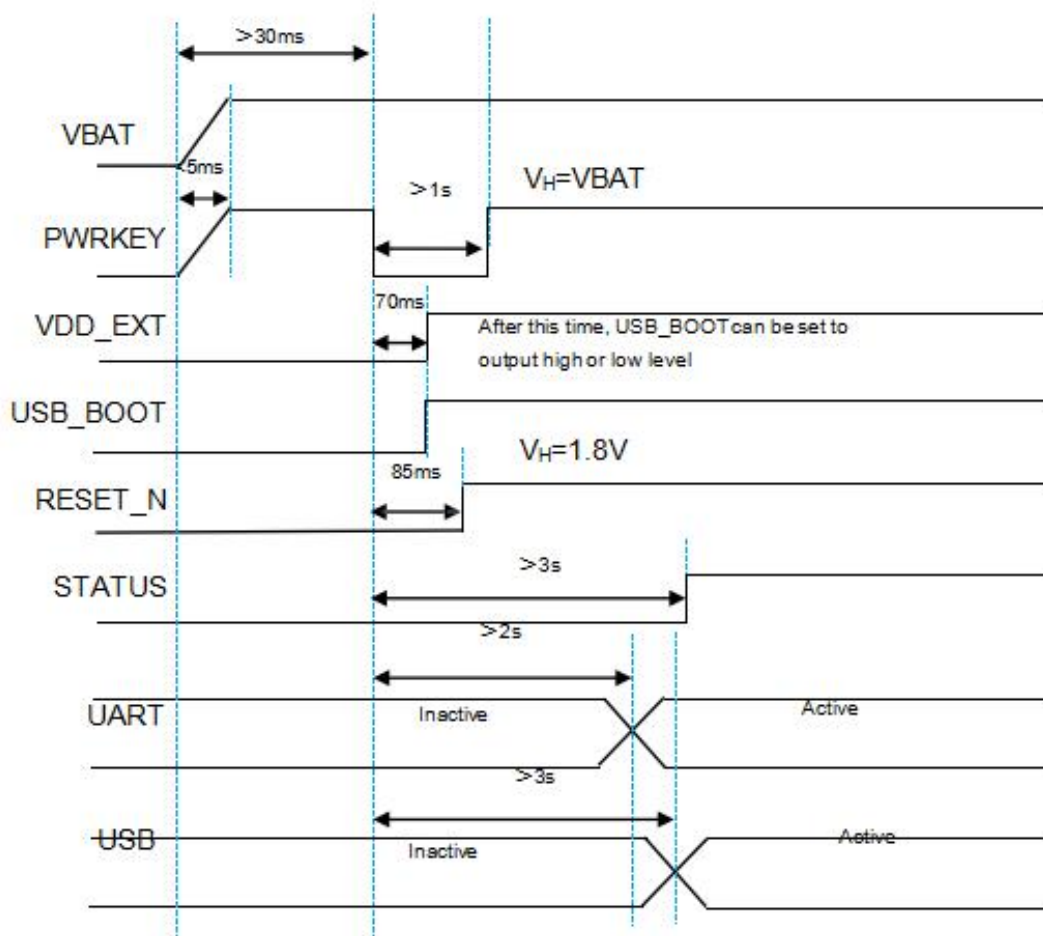 >30ms
VBAT
<5ms
>1s
VH=VBAT
PWRKEY
70ms
VDD_EXT
After this time, USB_BOOT can be set to
output high or low level
USB_BOOT
VH=1.8V
85ms
RESET_N
>3s
STATUS
>2s
UART
Inactive
Active
>3s
USB
Inactive
Active